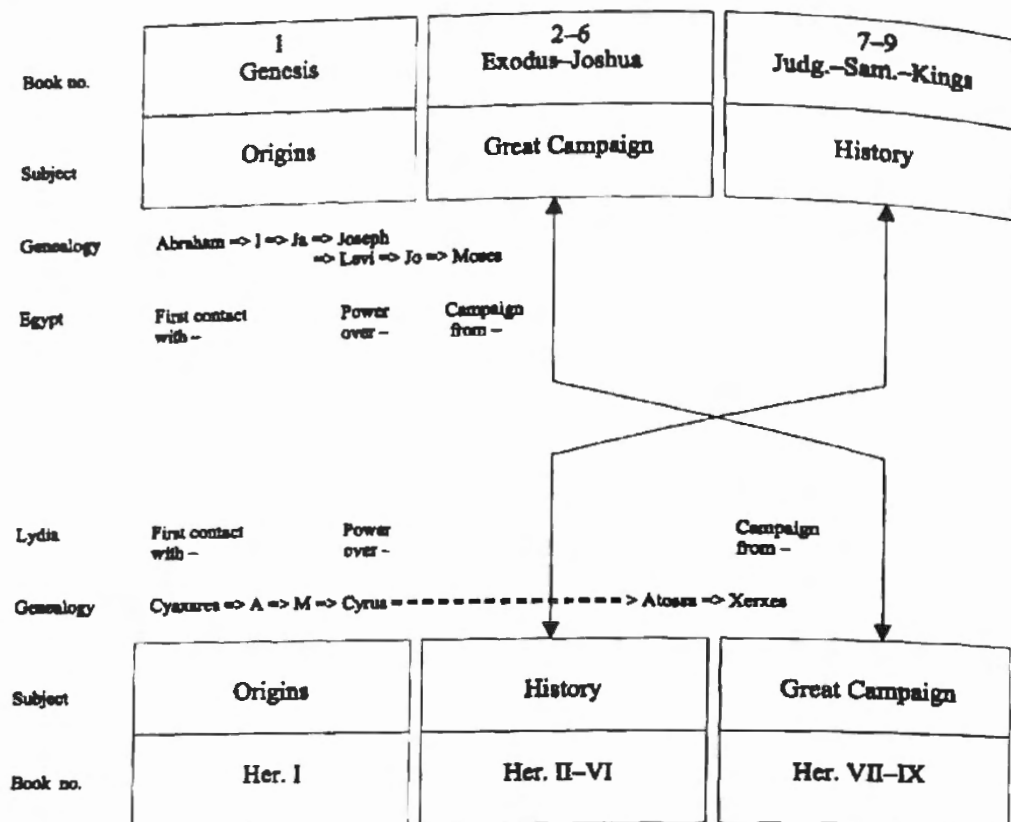 Book no.
1
Genesis
2–6
Exodus–Joshua
7–9
Judg.–Sam.–Kings
Subject
Origins
Great Campaign
History
Genealogy
Abraham => I => Ja => Joseph
=> Levi => Jo => Moses
Egypt
First contact
with –
Power
over –
Campaign
from –
Lydia
First contact
with –
Power
over -
Campaign
from –
Genealogy
Cyaxares => A => M => Cyrus ----------------> Atossa => Xerxes
Subject
Origins
History
Great Campaign
Book no.
Her. I
Her. II–VI
Her. VII–IX